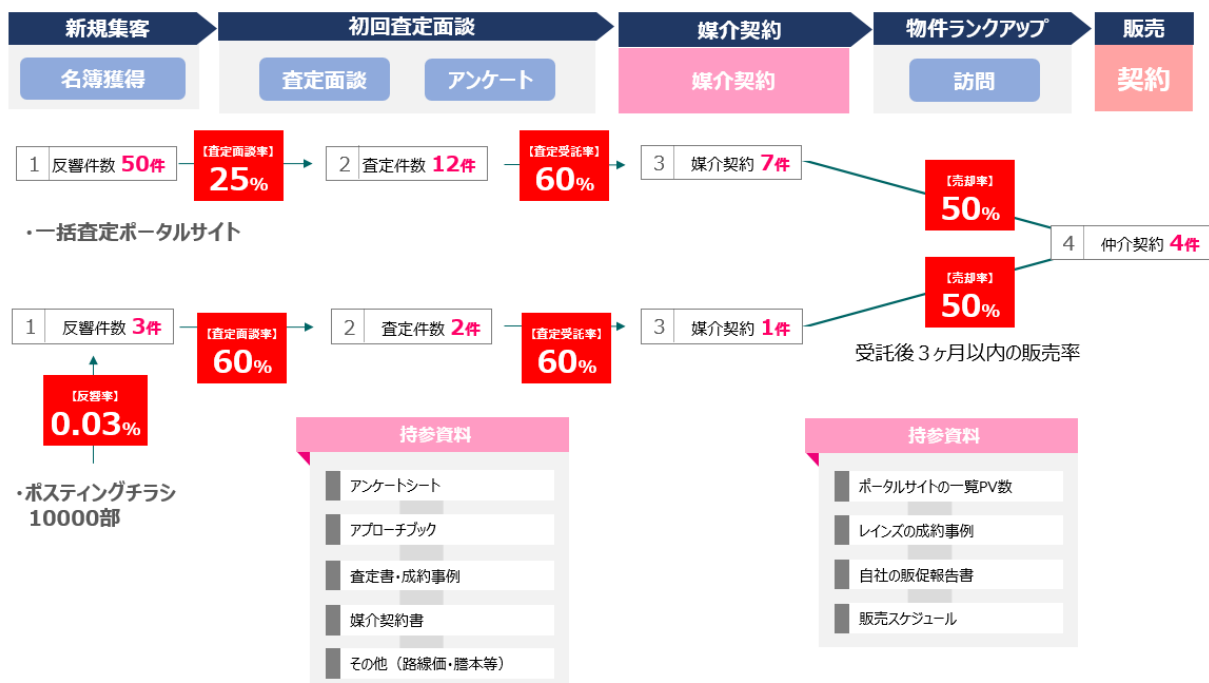 新規集客
初回査定面談
媒介契約
物件ランクアップ
販売
名簿獲得
査定面談
アンケート
媒介契約
訪問
契約
1 反響件数 50件
【査定面談率】
25%
2 査定件数 12件
【査定受託率】
60%
3 媒介契約 7件
【売却率】
50%
・一括査定ポータルサイト
4 仲介契約 4件
1 反響件数 3件
【査定面談率】
60%
2 査定件数 2件
【査定受託率】
60%
3 媒介契約 1件
【売却率】
50%
受託後3ヶ月以内の販売率
【反響率】
0.03%
・ポスティングチラシ
10000部
持参資料
アンケートシート
アプローチブック
査定書・成約事例
媒介契約書
その他（路線価・謄本等）
持参資料
ポータルサイトの一覧PV数
レインズの成約事例
自社の販促報告書
販売スケジュール